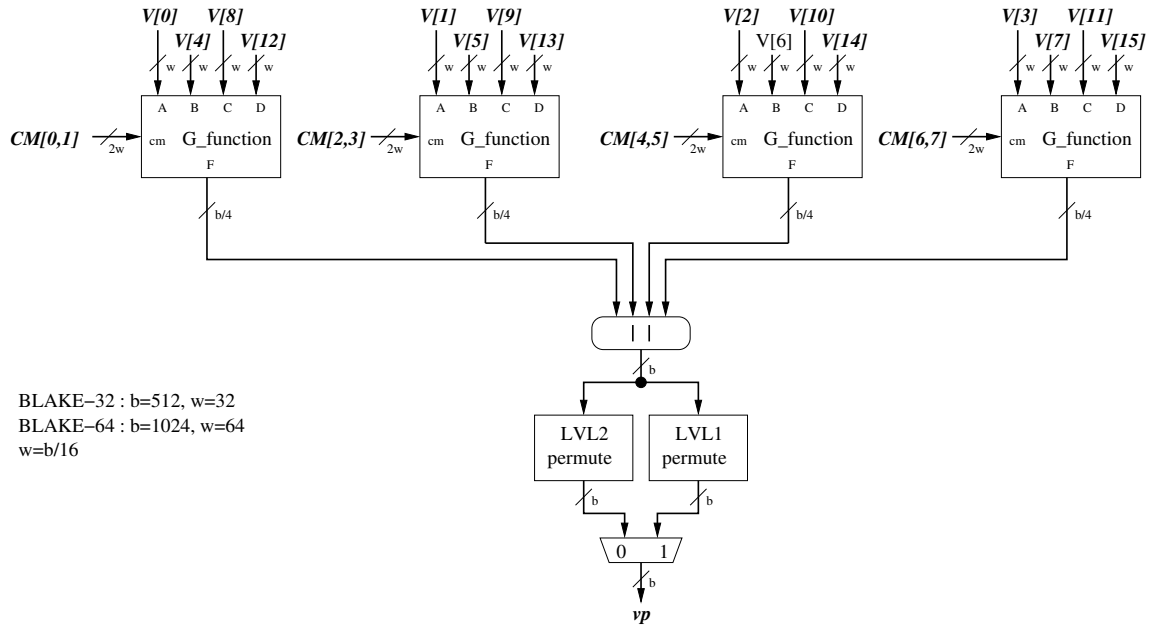 V[0] V[8] V[1] V[9] V[2] V[10] V[3] V[11]
V[4] V[12] V[5] V[13] V[6] V[14] V[7] V[15]
w w w w w w w w w w w w w w w w
A B C D A B C D A B C D A B C D
CM[0,1] 2w cm G_function CM[2,3] 2w cm G_function CM[4,5] 2w cm G_function CM[6,7] 2w cm G_function
F F F F
b/4 b/4 b/4 b/4
| |
b
BLAKE−32 : b=512, w=32
BLAKE−64 : b=1024, w=64
w=b/16
LVL2 LVL1
permute permute
b b
0 1
b
vp